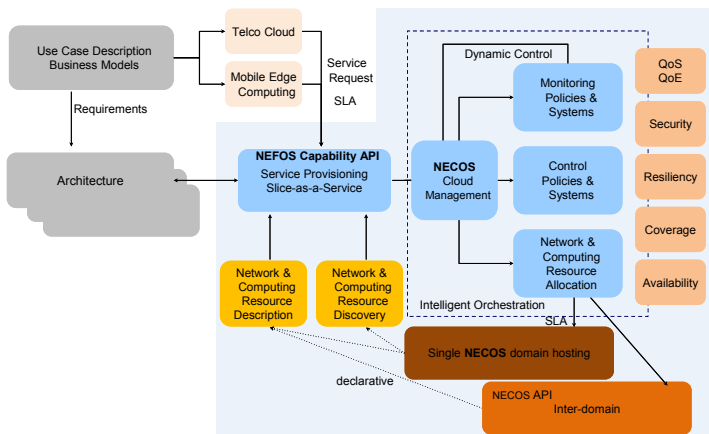 Use Case Description
Business Models
Telco Cloud
Mobile Edge
Computing
Service
Request
SLA
Requirements
Architecture
NEFOS Capability API
Service Provisioning
Slice-as-a-Service
Dynamic Control
NECOS
Cloud
Management
Monitoring
Policies &
Systems
Control
Policies &
Systems
Network &
Computing
Resource
Allocation
Intelligent Orchestration
QoS
QoE
Security
Resiliency
Coverage
Availability
Network &
Computing
Resource
Description
Network &
Computing
Resource
Discovery
SLA
Single NECOS domain hosting
declarative
NECOS API
Inter-domain